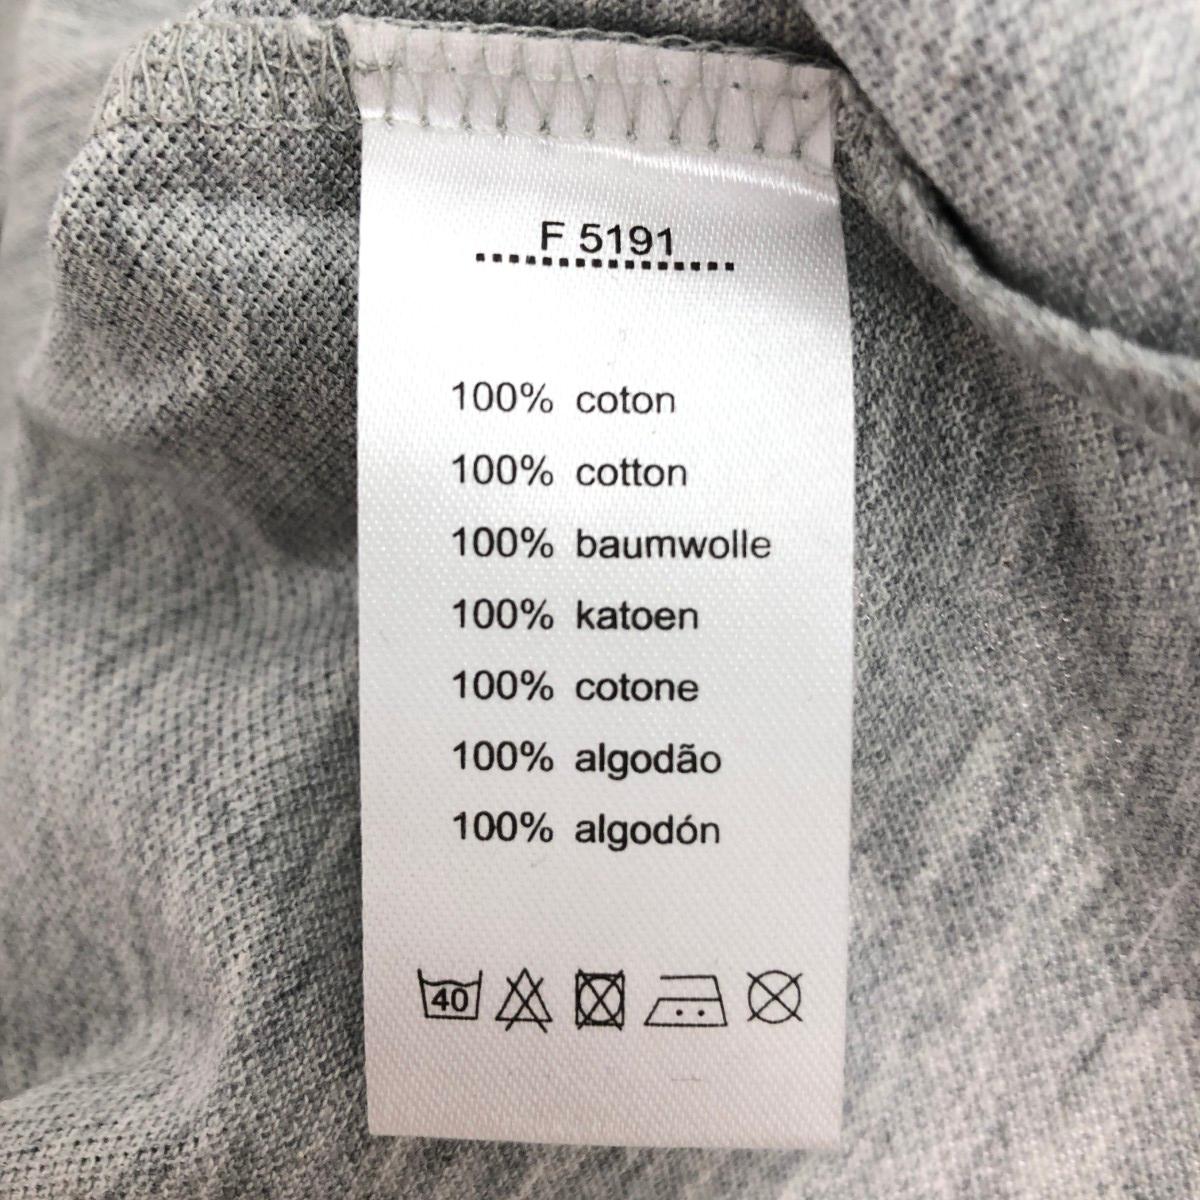 F 5191
100% coton
100% cotton
100% baumwolle
100% katoen
100% cotone
100% algodão
100% algodón
40